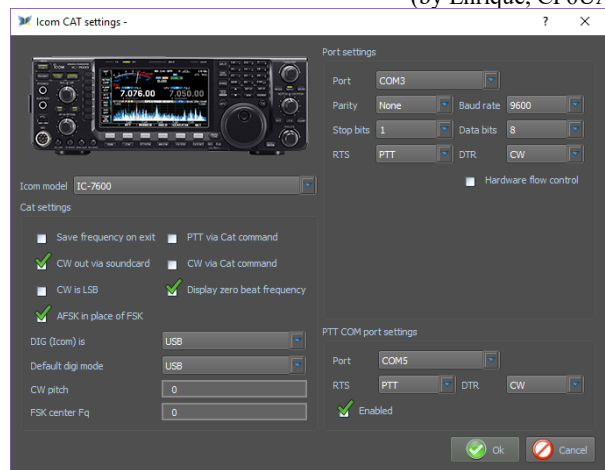 (by Enrique,
Icom CAT settings -
? ×
Port settings
Port COM3
Parity None Baud rate 9600
Stop bits 1 Data bits 8
RTS PTT DTR CW
Hardware flow control
7.076.00 7.050.00
Icom model IC-7600
Cat settings
Save frequency on exit PTT via Cat command
CW out via soundcard CW via Cat command
CW is LSB Display zero beat frequency
AFSK in place of FSK
DIG (Icom) is USB
Default digi mode USB
CW pitch 0
FSK center Fq 0
PTT COM port settings
Port COM5
RTS PTT DTR CW
Enabled
Ok Cancel